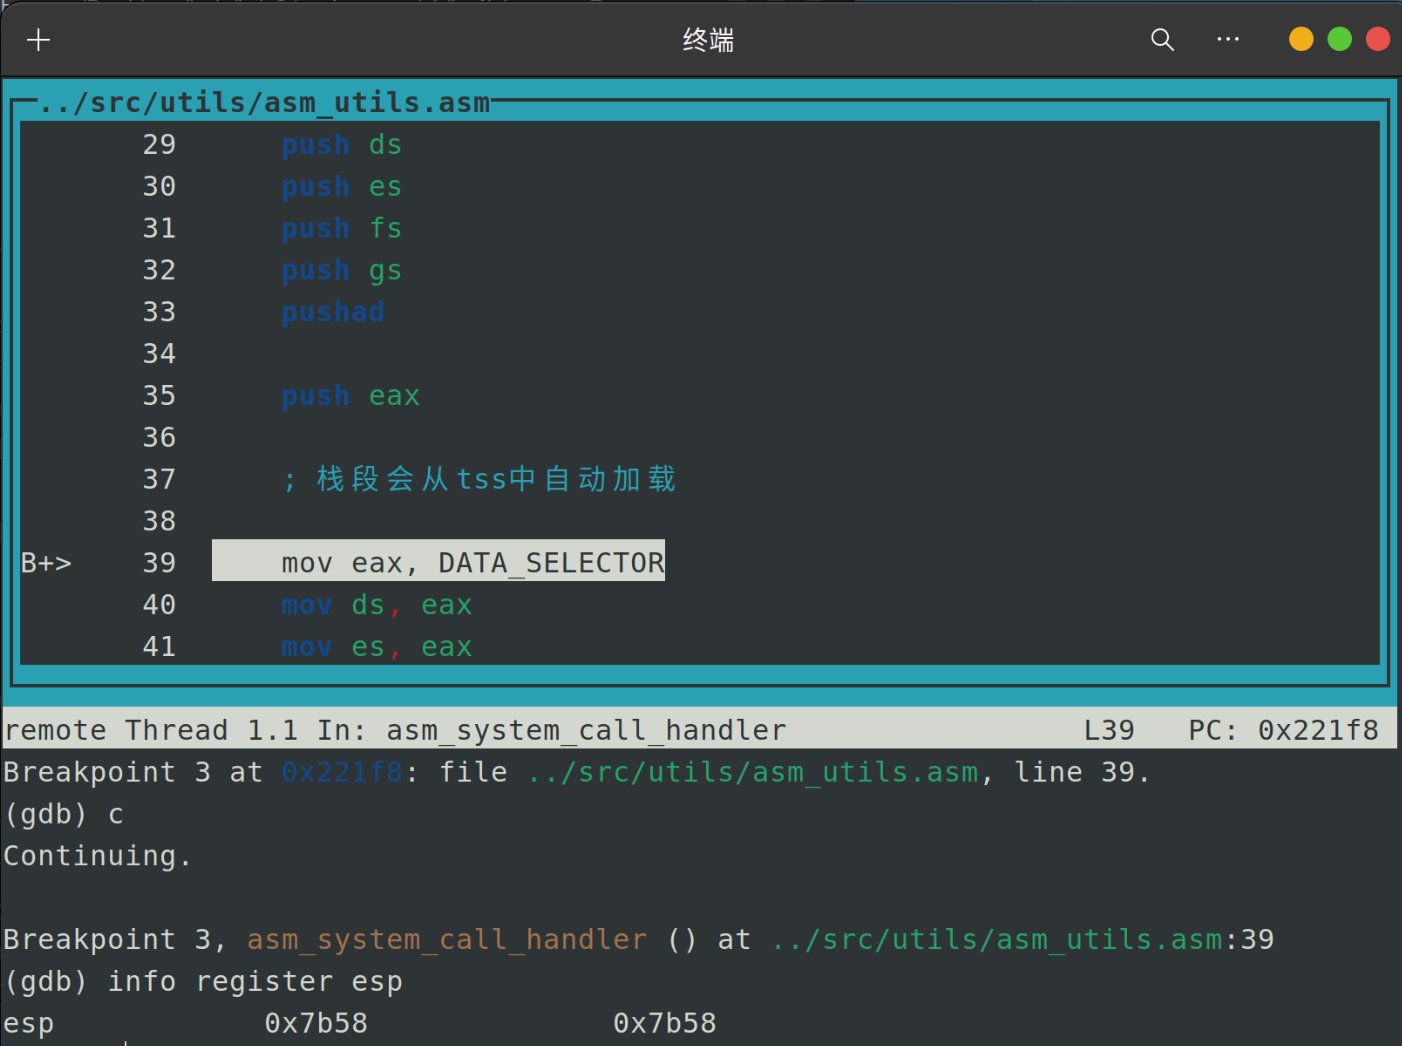 终端
../src/utils/asm_utils.asm
29 push ds
30 push es
31 push fs
32 push gs
33 pushad
34
35 push eax
36
37 ; 栈段会从tss中自动加载
38
B+> 39 mov eax, DATA_SELECTOR
40 mov ds, eax
41 mov es, eax
remote Thread 1.1 In: asm_system_call_handler L39 PC: 0x221f8
Breakpoint 3 at 0x221f8: file ../src/utils/asm_utils.asm, line 39.
(gdb) c
Continuing.
Breakpoint 3, asm_system_call_handler () at ../src/utils/asm_utils.asm:39
(gdb) info register esp
esp 0x7b58 0x7b58